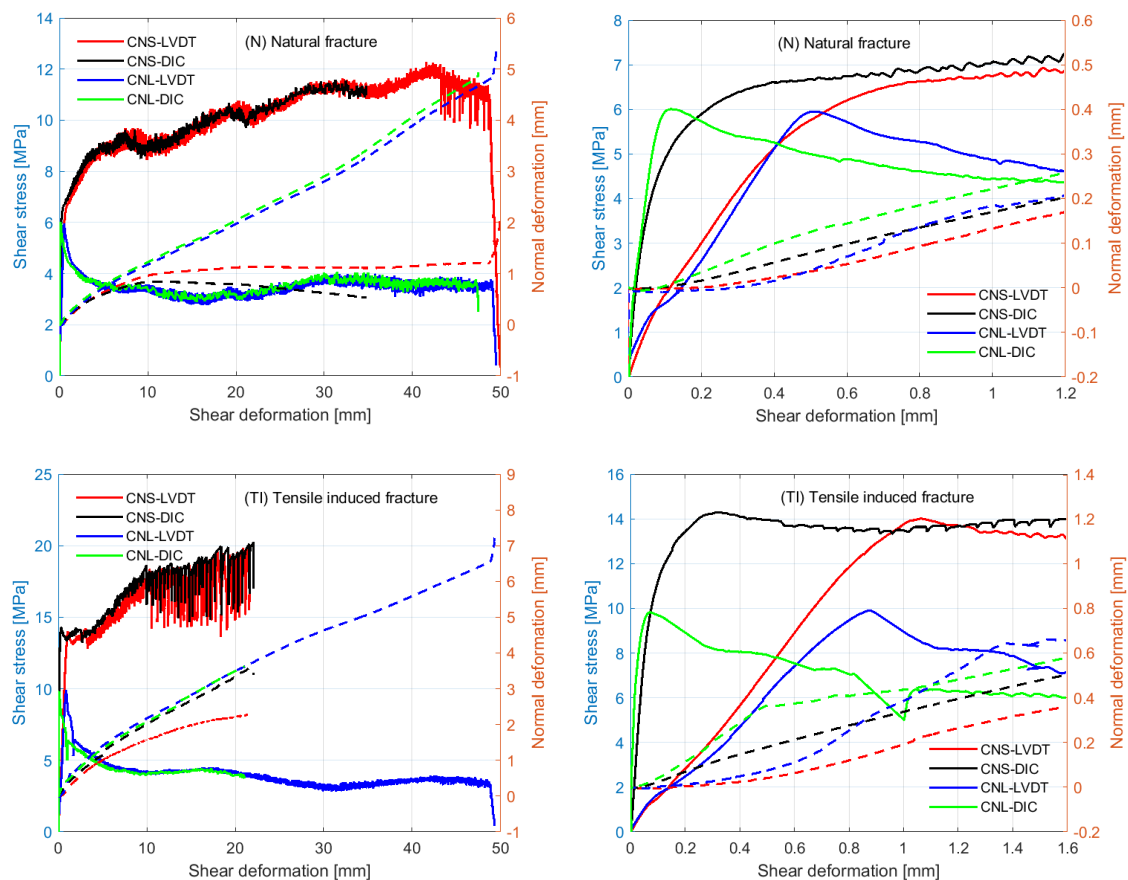 (N) Natural fracture
CNS-LVDT
CNS-DIC
CNL-LVDT
CNL-DIC
Shear stress [MPa]
14
12
10
8
6
4
2
0
Normal deformation [mm]
6
5
4
3
2
1
0
-1
0 10 20 30 40 50
Shear deformation [mm]
(N) Natural fracture
CNS-LVDT
CNS-DIC
CNL-LVDT
CNL-DIC
Shear stress [MPa]
8
7
6
5
4
3
2
1
0
Normal deformation [mm]
0.6
0.5
0.4
0.3
0.2
0.1
0
-0.1
-0.2
0 0.2 0.4 0.6 0.8 1 1.2
Shear deformation [mm]
(TI) Tensile induced fracture
CNS-LVDT
CNS-DIC
CNL-LVDT
CNL-DIC
Shear stress [MPa]
25
20
15
10
5
0
Normal deformation [mm]
9
8
7
6
5
4
3
2
1
0
-1
0 10 20 30 40 50
Shear deformation [mm]
(TI) Tensile induced fracture
CNS-LVDT
CNS-DIC
CNL-LVDT
CNL-DIC
Shear stress [MPa]
16
14
12
10
8
6
4
2
0
Normal deformation [mm]
1.4
1.2
1
0.8
0.6
0.4
0.2
0
-0.2
0 0.2 0.4 0.6 0.8 1 1.2 1.4 1.6
Shear deformation [mm]